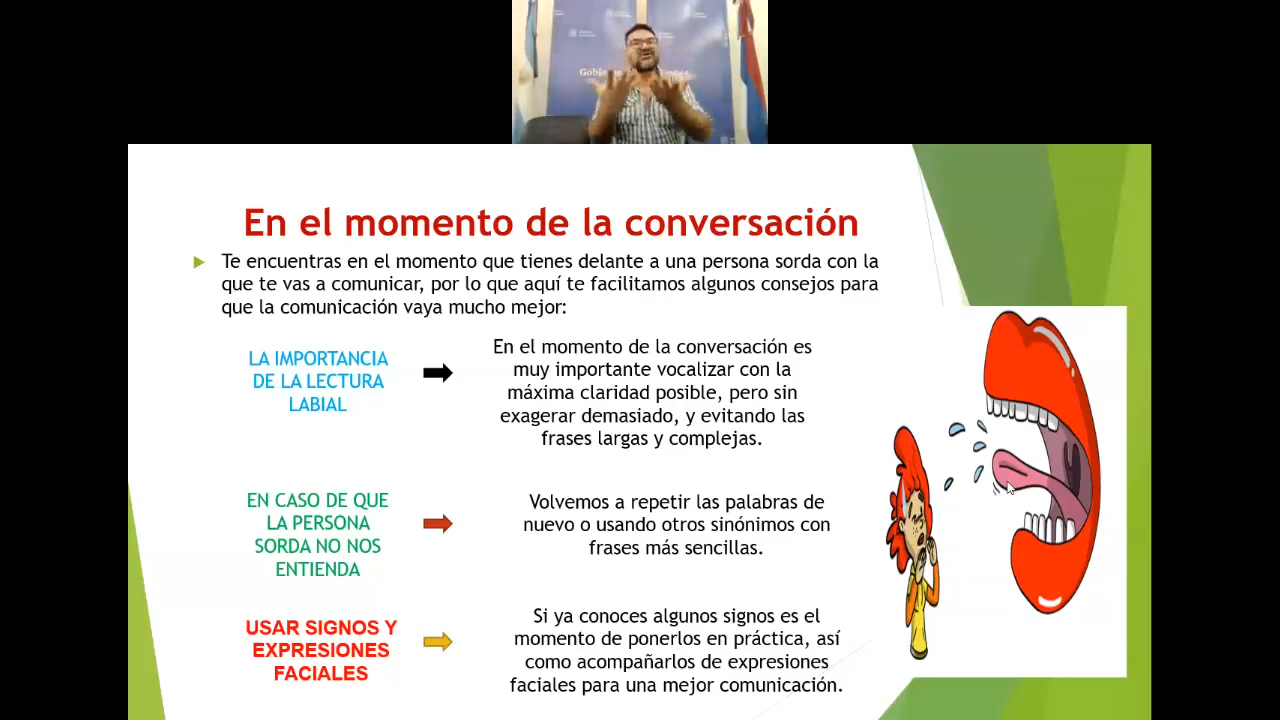 En el momento de la conversación
Te encuentras en el momento que tienes delante a una persona sorda con la
que te vas a comunicar, por lo que aquí te facilitamos algunos consejos para
que la comunicación vaya mucho mejor:
LA IMPORTANCIA
DE LA LECTURA
LABIAL
En el momento de la conversación es
muy importante vocalizar con la
máxima claridad posible, pero sin
exagerar demasiado, y evitando las
frases largas y complejas.
EN CASO DE QUE
LA PERSONA
SORDA NO NOS
ENTIENDA
Volvemos a repetir las palabras de
nuevo o usando otros sinónimos con
frases más sencillas.
USAR SIGNOS Y
EXPRESIONES
FACIALES
Si ya conoces algunos signos es el
momento de ponerlos en práctica, así
como acompañarlos de expresiones
faciales para una mejor comunicación.